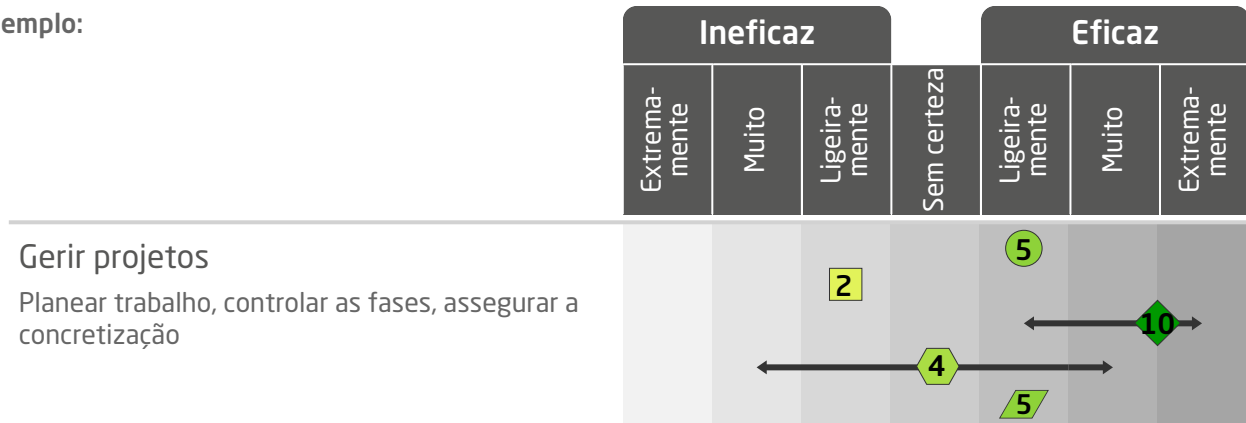 emplo:
Ineficaz
Eficaz
Extrema-
mente
Muito
Ligeira-
mente
Sem certeza
Ligeira-
mente
Muito
Extrema-
mente
Gerir projetos
Planear trabalho, controlar as fases, assegurar a
concretização
5
2
10
4
5